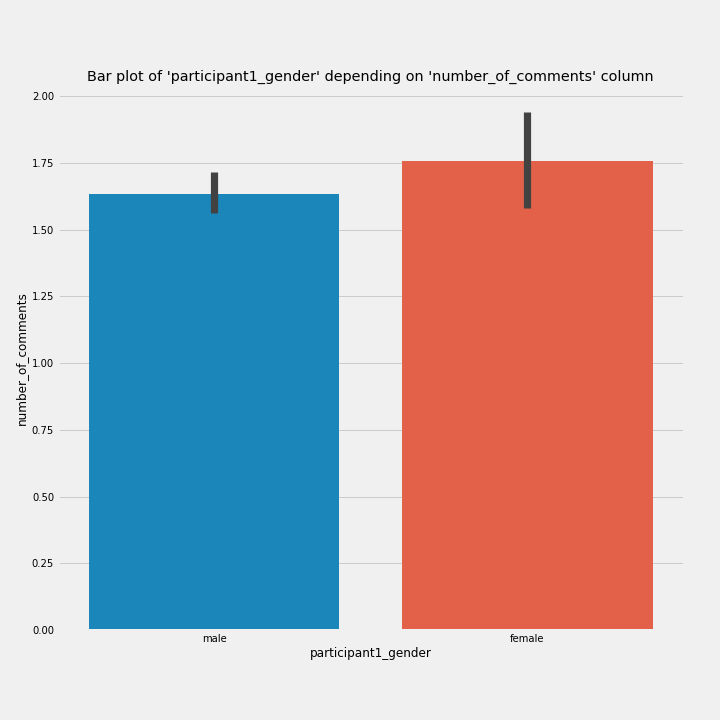 Bar plot of 'participant1_gender' depending on 'number_of_comments' column
2.00
1.75
1.50
1.25
1.00
0.75
0.50
0.25
0.00
number_of_comments
male
female
participant1_gender